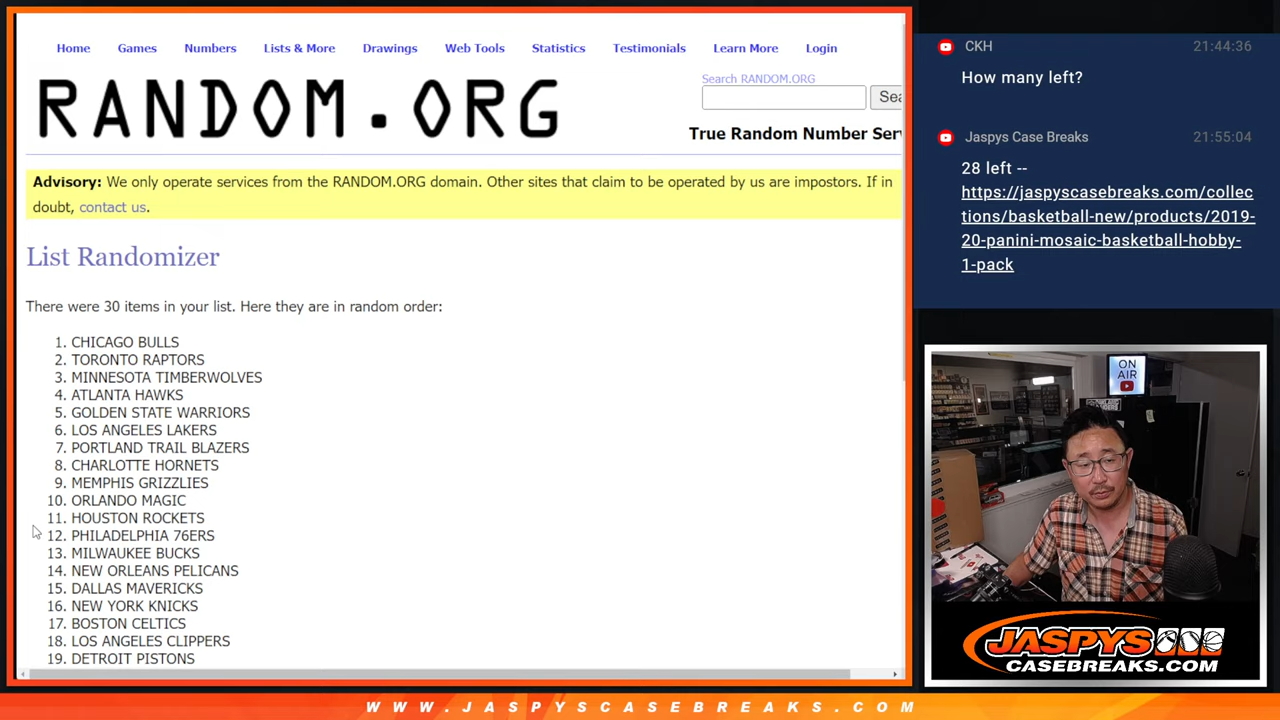 Home Games Numbers Lists & More Drawings Web Tools Statistics Testimonials Learn More Login
RANDOM.ORG
Search RANDOM.ORG
Sea
True Random Number Ser
Advisory: We only operate services from the RANDOM.ORG domain. Other sites that claim to be operated by us are impostors. If in
doubt, contact us.
List Randomizer
There were 30 items in your list. Here they are in random order:
1. CHICAGO BULLS
2. TORONTO RAPTORS
3. MINNESOTA TIMBERWOLVES
4. ATLANTA HAWKS
5. GOLDEN STATE WARRIORS
6. LOS ANGELES LAKERS
7. PORTLAND TRAIL BLAZERS
8. CHARLOTTE HORNETS
9. MEMPHIS GRIZZLIES
10. ORLANDO MAGIC
11. HOUSTON ROCKETS
12. PHILADELPHIA 76ERS
13. MILWAUKEE BUCKS
14. NEW ORLEANS PELICANS
15. DALLAS MAVERICKS
16. NEW YORK KNICKS
17. BOSTON CELTICS
18. LOS ANGELES CLIPPERS
19. DETROIT PISTONS
CKH 21:44:36
How many left?
Jaspys Case Breaks 21:55:04
28 left --
https://jaspyscasebreaks.com/collec
tions/basketball-new/products/2019-
20-panini-mosaic-basketball-hobby-
1-pack
ON
AIR
JASPYS
CASEBREAKS.COM
WWW.JASPYSCASEBREAKS.COM